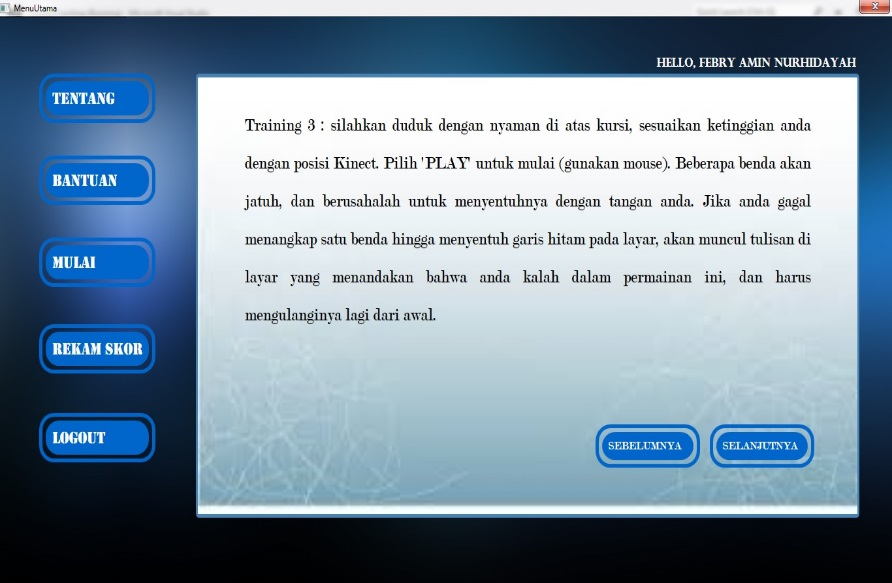 MenuUtama
HELLO, FEBRY AMIN NURHIDAYAH
TENTANG
BANTUAN
MULAI
REKAM SKOR
LOGOUT
Training 3 : silahkan duduk dengan nyaman di atas kursi, sesuaikan ketinggian anda
dengan posisi Kinect. Pilih 'PLAY' untuk mulai (gunakan mouse). Beberapa benda akan
jatuh, dan berusahalah untuk menyentuhnya dengan tangan anda. Jika anda gagal
menangkap satu benda hingga menyentuh garis hitam pada layar, akan muncul tulisan di
layar yang menandakan bahwa anda kalah dalam permainan ini, dan harus
mengulanginya lagi dari awal.
SEBELUMNYA
SELANJUTNYA